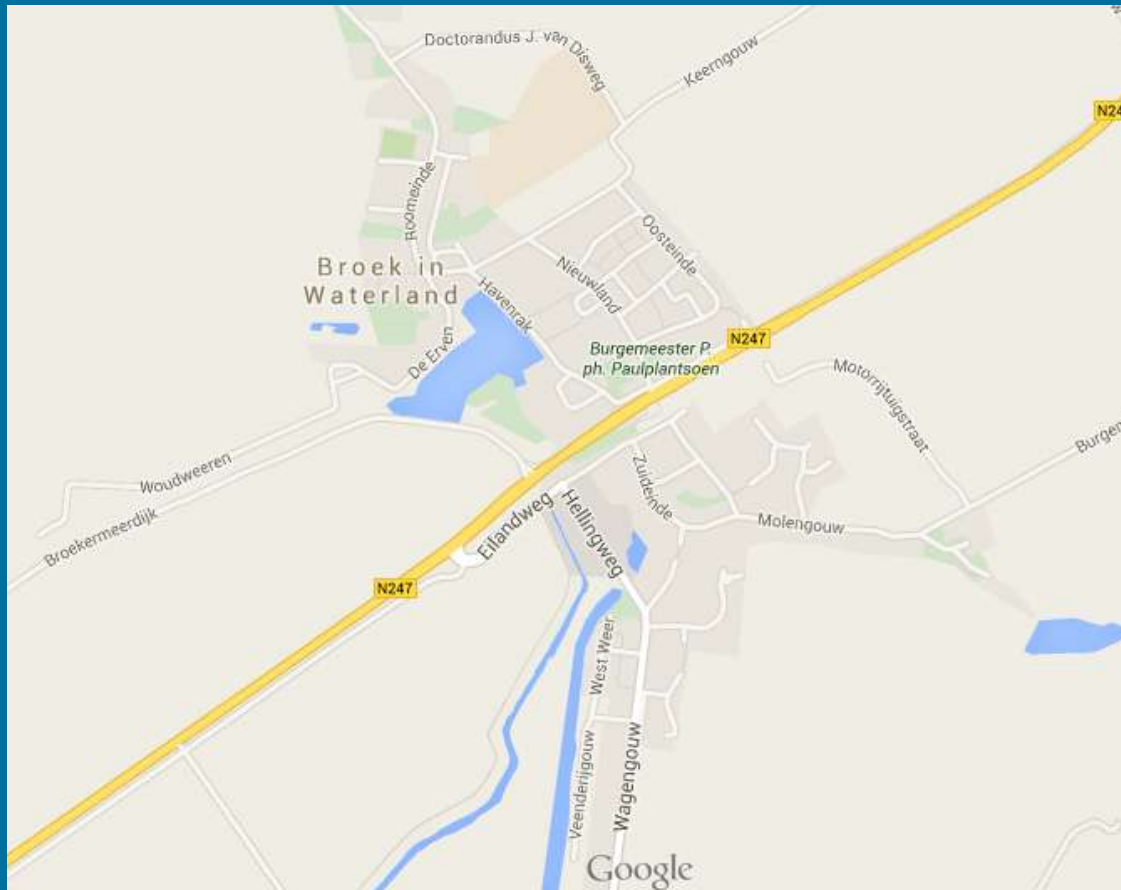 Doctorandus J. van Disweg
Keerngouw
N24
Roomeinde
Oosteinde
Broek in
Waterland
Nieuwland
Havenrak
De Erven
N247
Burgemeester P.
ph. Paulplantsoen
Motorrijtuigstraat
Burgem
Woudweeren
Zuideinde
Broekermeerdijk
Eilandweg
Hellingweg
Molengouw
N247
West Weer
Veenderijgouw
Wagengouw
Google